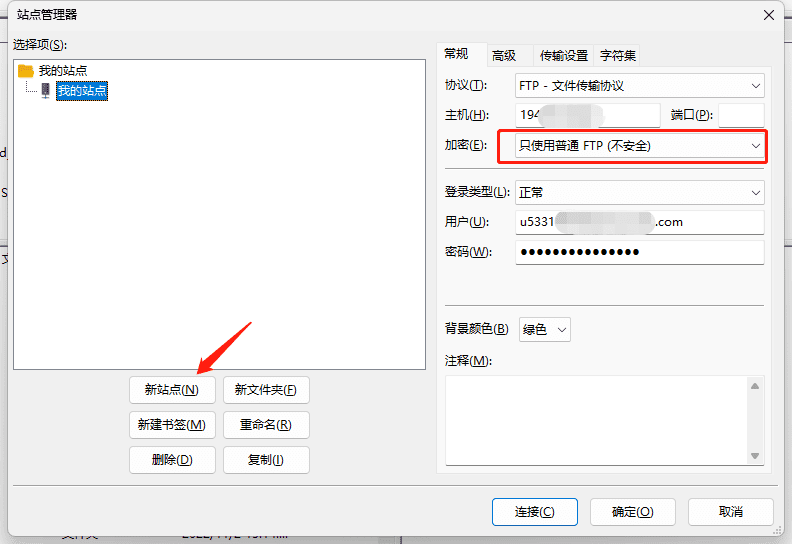 站点管理器
选择项(S):
我的站点
我的站点
新站点(N) 新文件夹(F)
新建书签(M) 重命名(R)
删除(D) 复制(I)
常规 高级 传输设置 字符集
协议(T): FTP - 文件传输协议
主机(H): 194 端口(P):
加密(E): 只使用普通 FTP (不安全)
登录类型(L): 正常
用户(U): u5331 .com
密码(W): ●●●●●●●●●●●●●●●
背景颜色(B) 绿色
注释(M):
连接(C) 确定(O) 取消